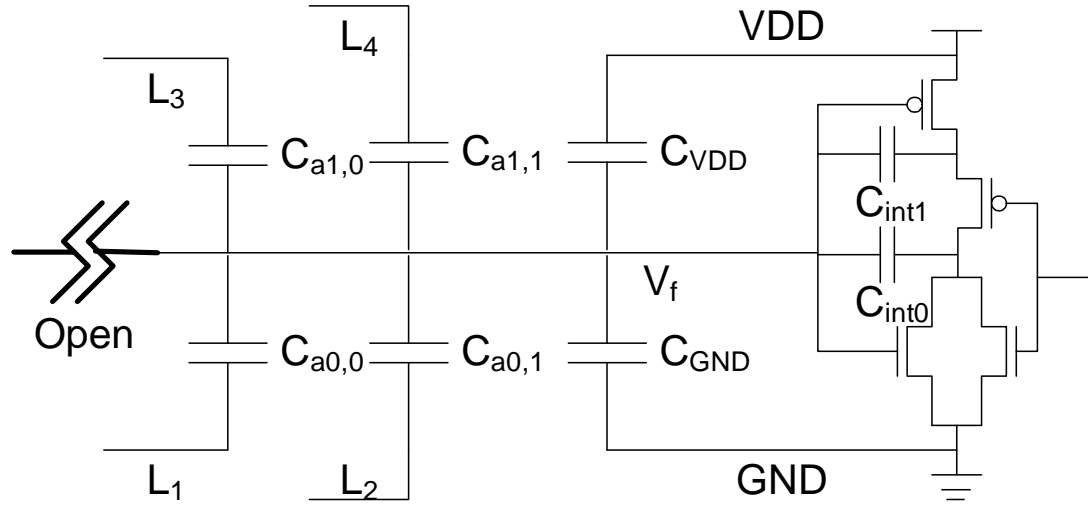 L4
VDD
L3
Ca1,0
Ca1,1
CVDD
Cint1
Vf
Cint0
Open
Ca0,0
Ca0,1
CGND
L1
L2
GND